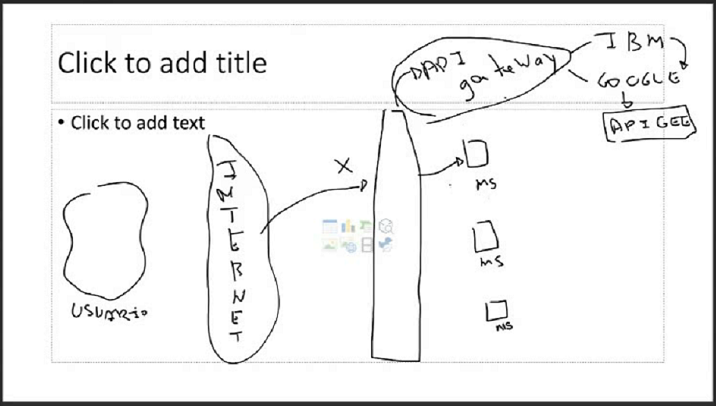 Click to add title
API
gateway
IBM
GOOGLE
APIGEE
• Click to add text
INTERNET
X
MS
MS
MS
USUARIO